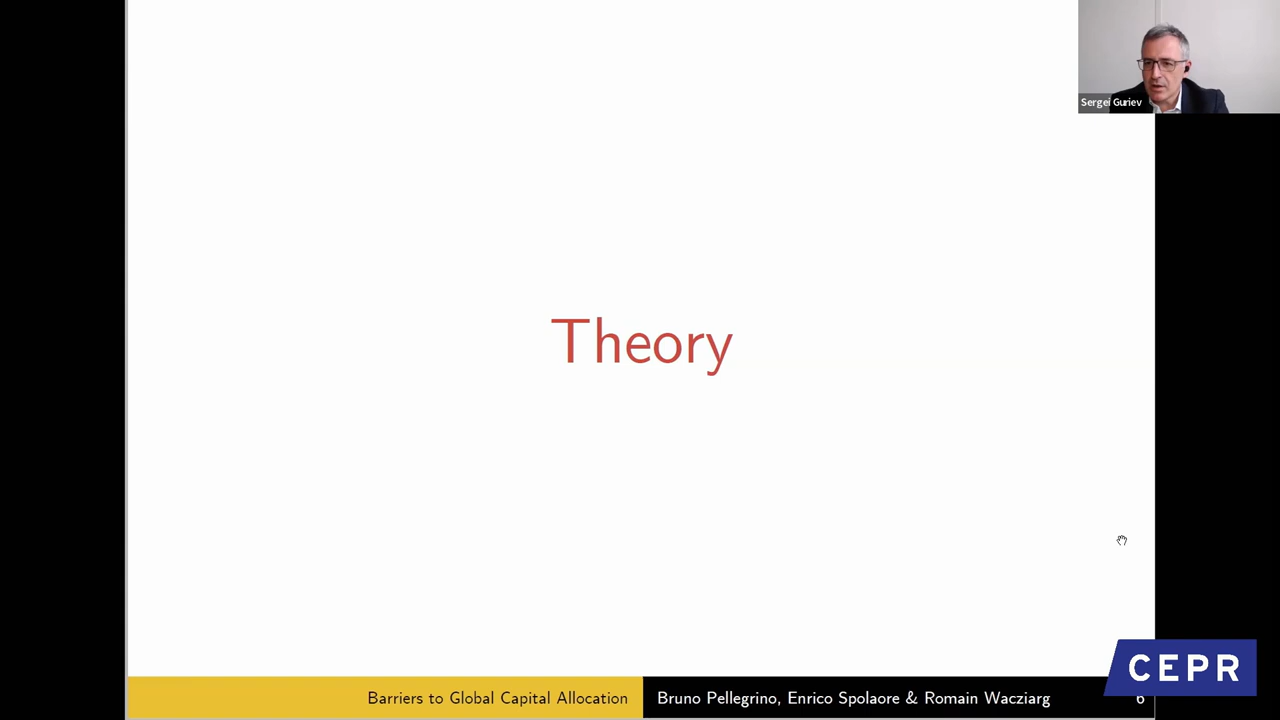 Sergei Guriev
Theory
CEPR
Barriers to Global Capital Allocation
Bruno Pellegrino, Enrico Spolaore & Romain Wacziarg
6